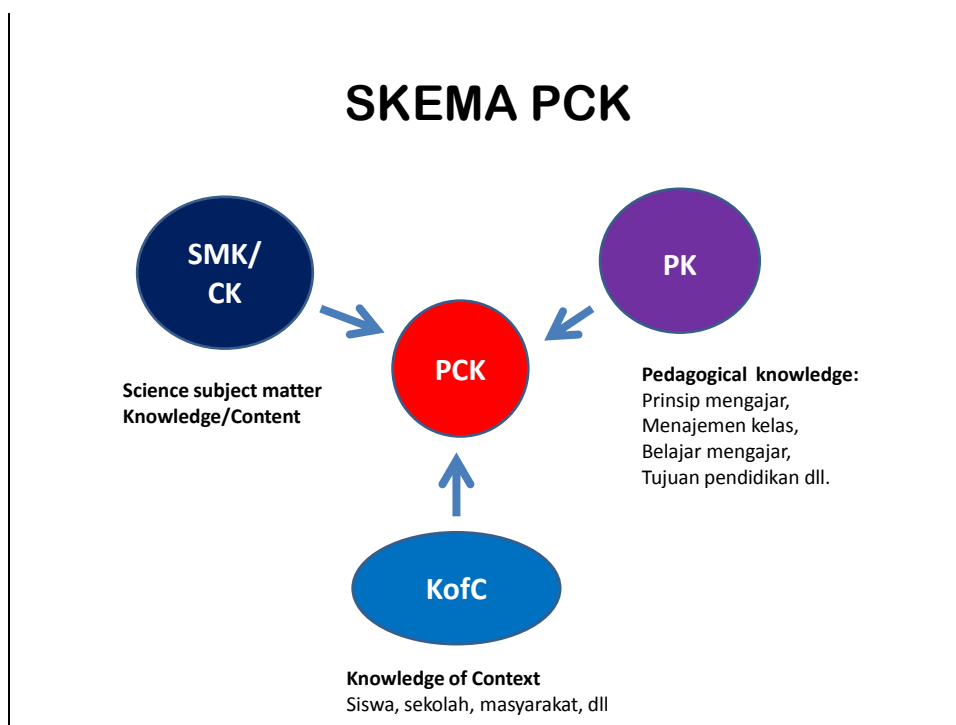 SKEMA PCK
SMK/
CK
PK
PCK
Science subject matter
Knowledge/Content
Pedagogical knowledge:
Prinsip mengajar,
Menajemen kelas,
Belajar mengajar,
Tujuan pendidikan dll.
KofC
Knowledge of Context
Siswa, sekolah, masyarakat, dll